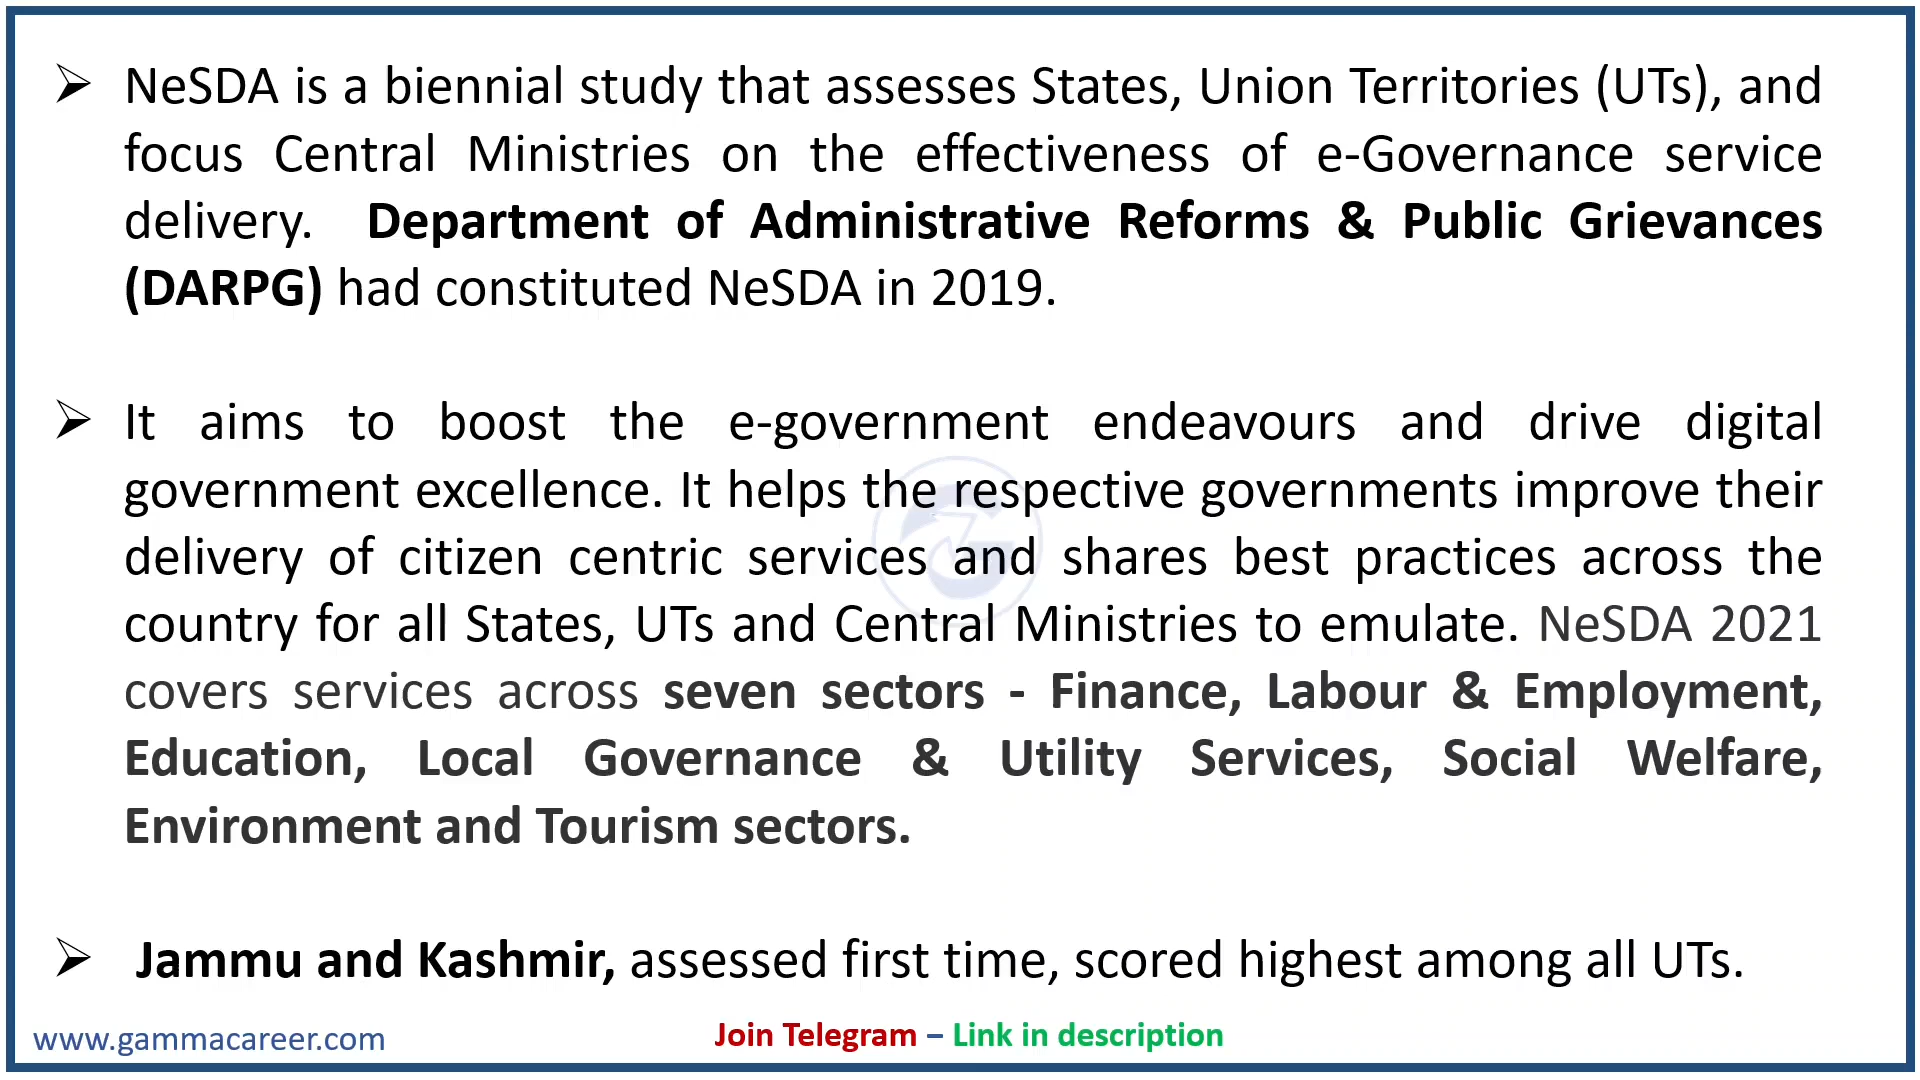 NeSDA is a biennial study that assesses States, Union Territories (UTs), and
focus Central Ministries on the effectiveness of e-Governance service
delivery. Department of Administrative Reforms & Public Grievances
(DARPG) had constituted NeSDA in 2019.
It aims to boost the e-government endeavours and drive digital
government excellence. It helps the respective governments improve their
delivery of citizen centric services and shares best practices across the
country for all States, UTs and Central Ministries to emulate. NeSDA 2021
covers services across seven sectors - Finance, Labour & Employment,
Education, Local Governance & Utility Services, Social Welfare,
Environment and Tourism sectors.
Jammu and Kashmir, assessed first time, scored highest among all UTs.
www.gammacareer.com
Join Telegram – Link in description